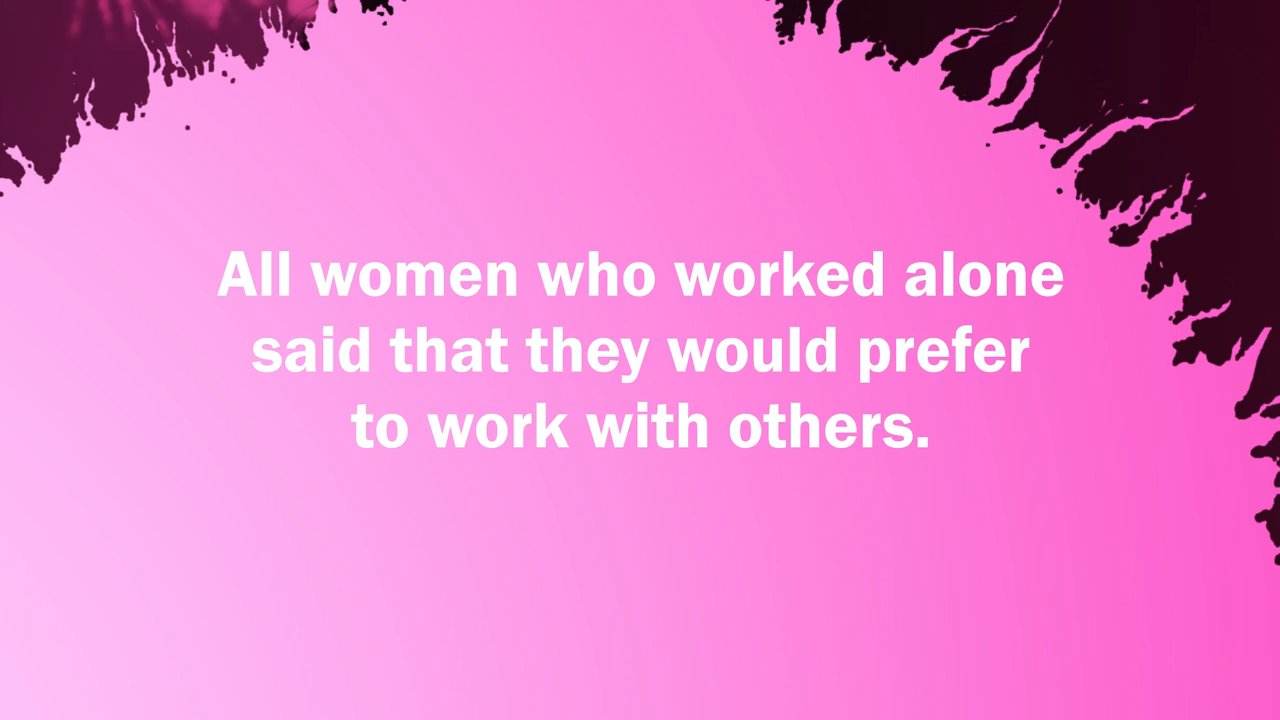 All women who worked alone
said that they would prefer
to work with others.